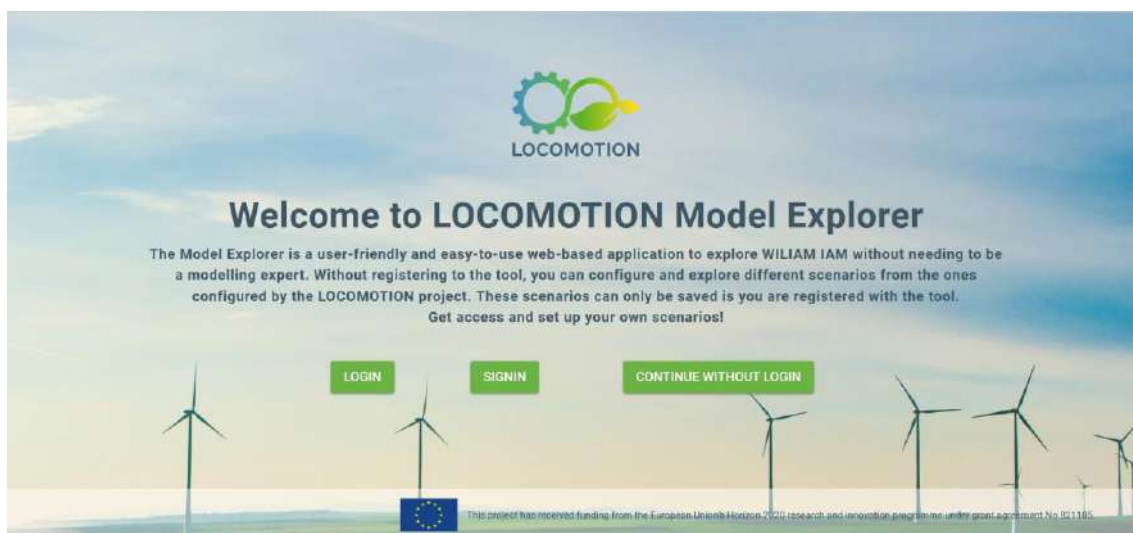 LOCOMOTION
Welcome to LOCOMOTION Model Explorer
The Model Explorer is a user-friendly and easy-to-use web-based application to explore WILIAM IAM without needing to be
a modelling expert. Without registering to the tool, you can configure and explore different scenarios from the ones
configured by the LOCOMOTION project. These scenarios can only be saved is you are registered with the tool.
Get access and set up your own scenarios!
LOGIN SIGNIN CONTINUE WITHOUT LOGIN
This project has received funding from the European Union's Horizon 2020 research and innovation programme under grant agreement No 821105.